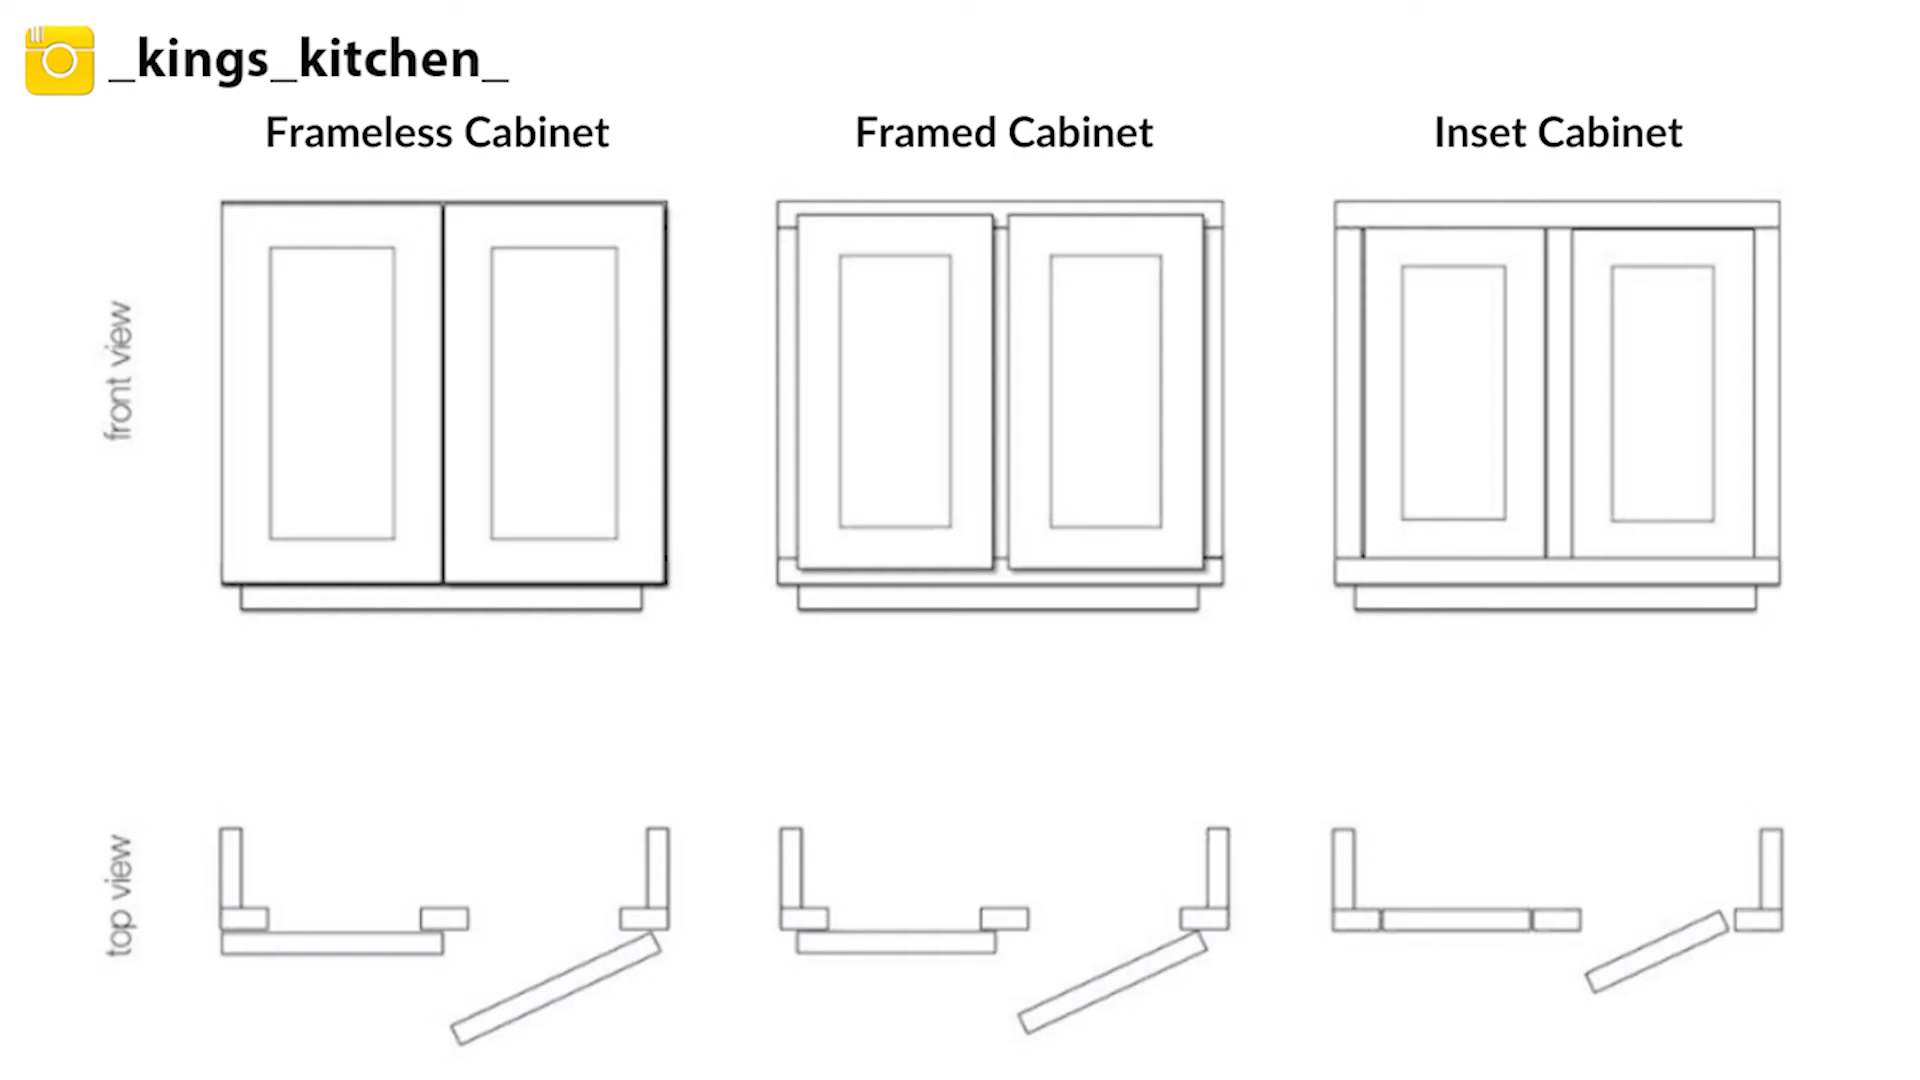 _kings_kitchen_
Frameless Cabinet
Framed Cabinet
Inset Cabinet
front view
top view